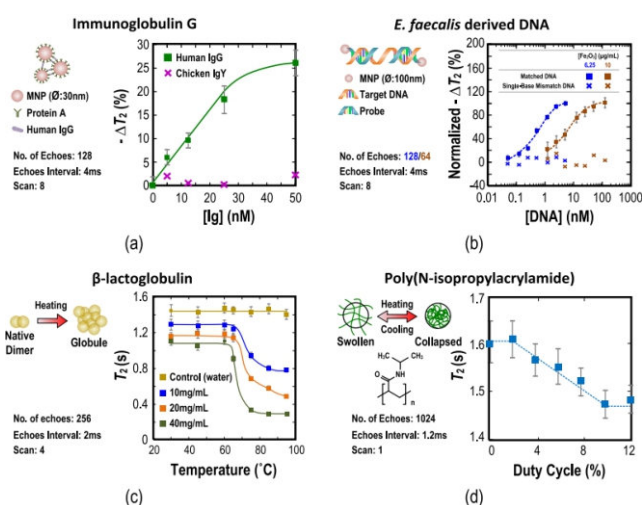 Immunoglobulin G
MNP (Ø:30nm)
Protein A
Human IgG
No. of Echoes: 128
Echoes Interval: 4ms
Scan: 8
Human IgG
Chicken IgY
- ΔT2 (%)
30
25
20
15
10
5
0
0 10 20 30 40 50
[Ig] (nM)
(a)
E. faecalis derived DNA
MNP (Ø:100nm)
Target DNA
Probe
No. of Echoes: 128/64
Echoes Interval: 4ms
Scan: 8
[Fe3O4] (µg/mL)
6.25 10
Matched DNA
Single-Base Mismatch DNA
Normalized - ΔT2 (%)
200
160
120
80
40
0
-40
0.01 0.1 1 10 100 1000
[DNA] (nM)
(b)
β-lactoglobulin
Heating
Native
Dimer
Globule
No. of echoes: 256
Echoes Interval: 2ms
Scan: 4
T2 (s)
1.6
1.2
0.8
0.4
0
Control (water)
10mg/mL
20mg/mL
40mg/mL
20 40 60 80 100
Temperature (˚C)
(c)
Poly(N-isopropylacrylamide)
Heating
Cooling
Swollen
Collapsed
CH3
CH3
NH
O
n
No. of Echoes: 1024
Echoes Interval: 1.2ms
Scan: 1
T2 (s)
1.7
1.6
1.5
1.4
0 4 8 12
Duty Cycle (%)
(d)